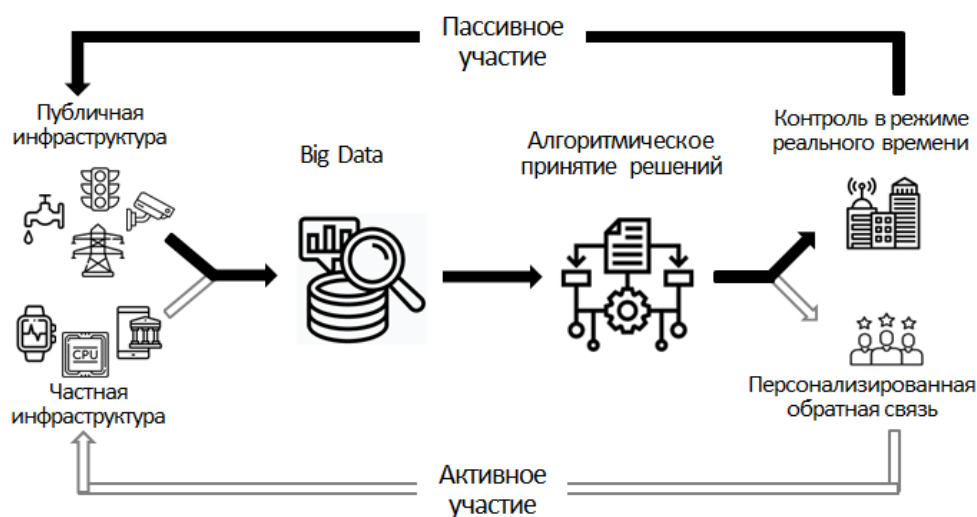 Пассивное
участие
Публичная
инфраструктура
Big Data
Алгоритмическое
принятие решений
Контроль в режиме
реального времени
CPU
Частная
инфраструктура
Персонализированная
обратная связь
Активное
участие